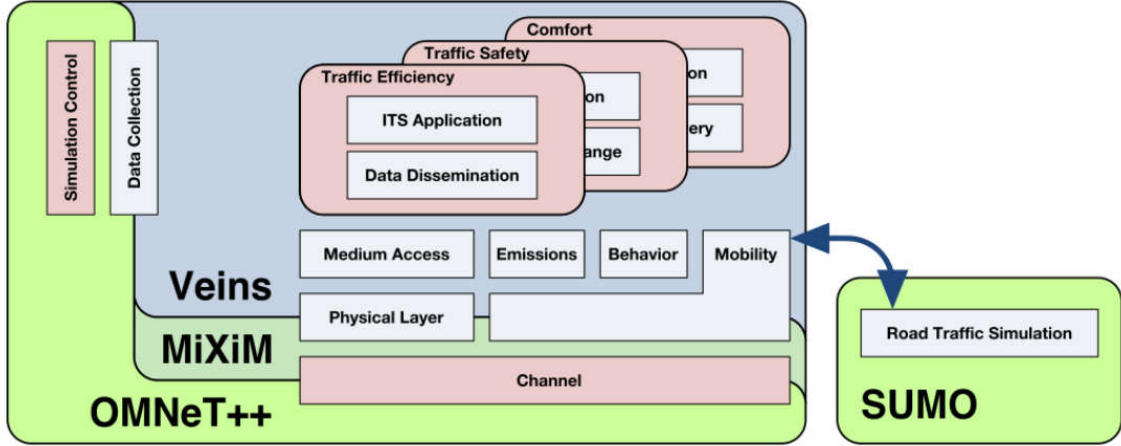 Comfort
Traffic Safety
Traffic Efficiency
Simulation Control
Data Collection
ITS Application
Data Dissemination
on
ange
on
ery
Medium Access
Emissions
Behavior
Mobility
Veins
Physical Layer
MiXiM
Channel
OMNeT++
Road Traffic Simulation
SUMO